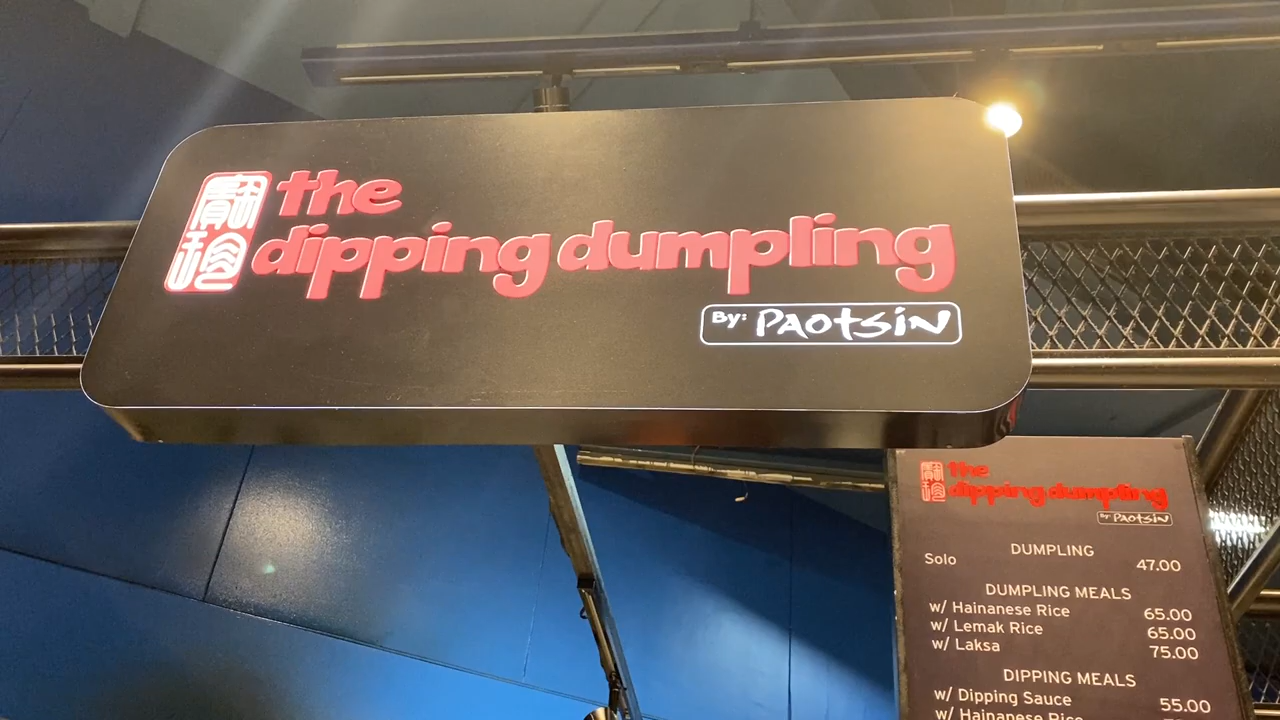 the
dipping dumpling
By: PAOTSIN
the
dipping dumpling
By: PAOTSIN
DUMPLING
Solo 47.00
DUMPLING MEALS
w/ Hainanese Rice 65.00
w/ Lemak Rice 65.00
w/ Laksa 75.00
DIPPING MEALS
w/ Dipping Sauce 55.00
w/ Hainanese Rice